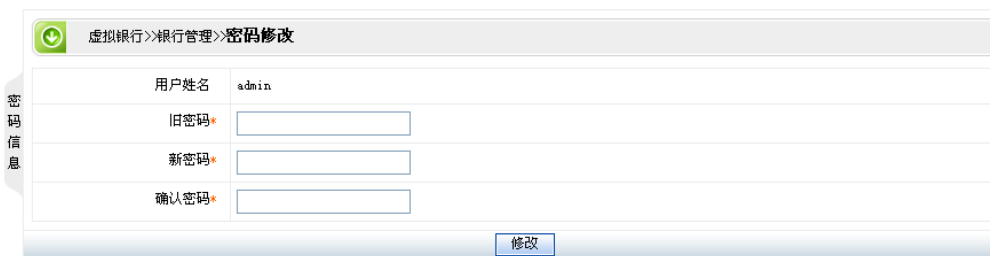 虚拟银行>>银行管理>>密码修改
密码信息
用户姓名 admin
旧密码*
新密码*
确认密码*
修改